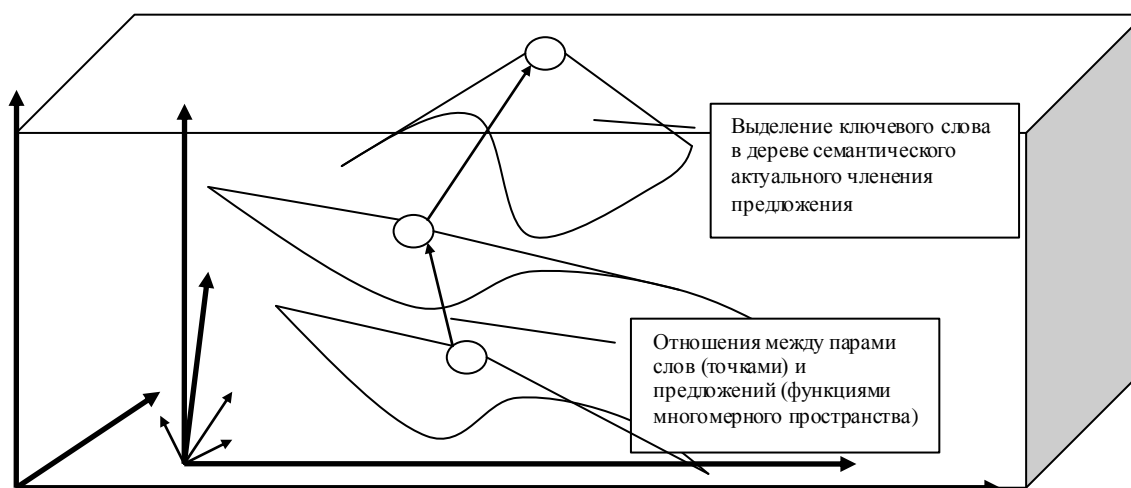 Выделение ключевого слова
в дереве семантического
актуального членения
предложения
Отношения между парами
слов (точками) и
предложений (функциями
многомерного пространства)